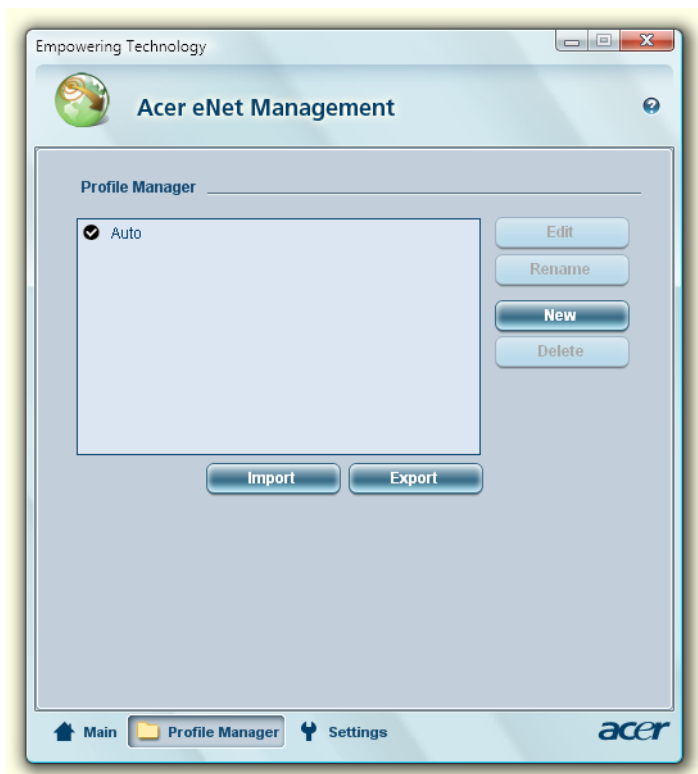 Empowering Technology
Acer eNet Management
Profile Manager
Auto
Edit
Rename
New
Delete
Import
Export
Main
Profile Manager
Settings
acer